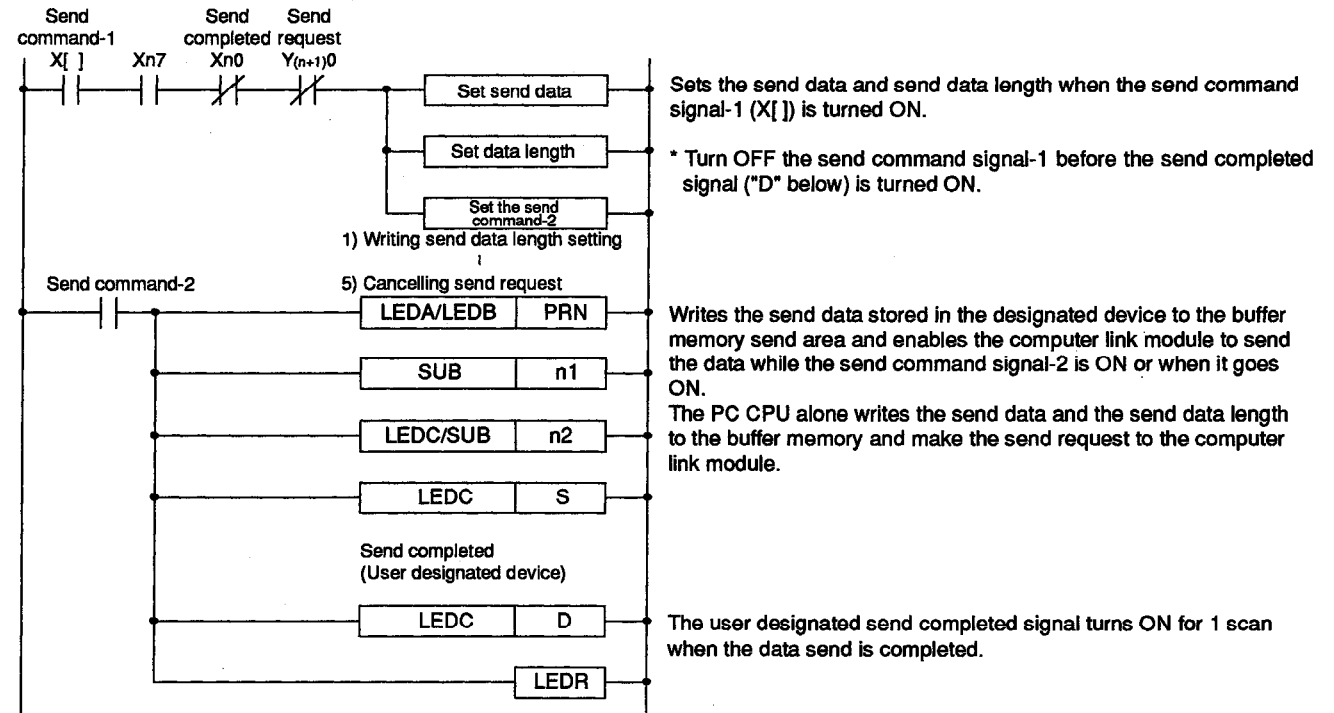 Send
command-1
Send
completed
Send
request
X[ ]
Xn7
Xn0
Y(n+1)0
Set send data
Sets the send data and send data length when the send command
signal-1 (X[ ]) is turned ON.
Set data length
* Turn OFF the send command signal-1 before the send completed
signal ("D" below) is turned ON.
Set the send
command-2
1) Writing send data length setting
≀
5) Cancelling send request
Send command-2
LEDA/LEDB PRN
Writes the send data stored in the designated device to the buffer
memory send area and enables the computer link module to send
the data while the send command signal-2 is ON or when it goes
ON.
The PC CPU alone writes the send data and the send data length
to the buffer memory and make the send request to the computer
link module.
SUB n1
LEDC/SUB n2
LEDC S
Send completed
(User designated device)
LEDC D
The user designated send completed signal turns ON for 1 scan
when the data send is completed.
LEDR